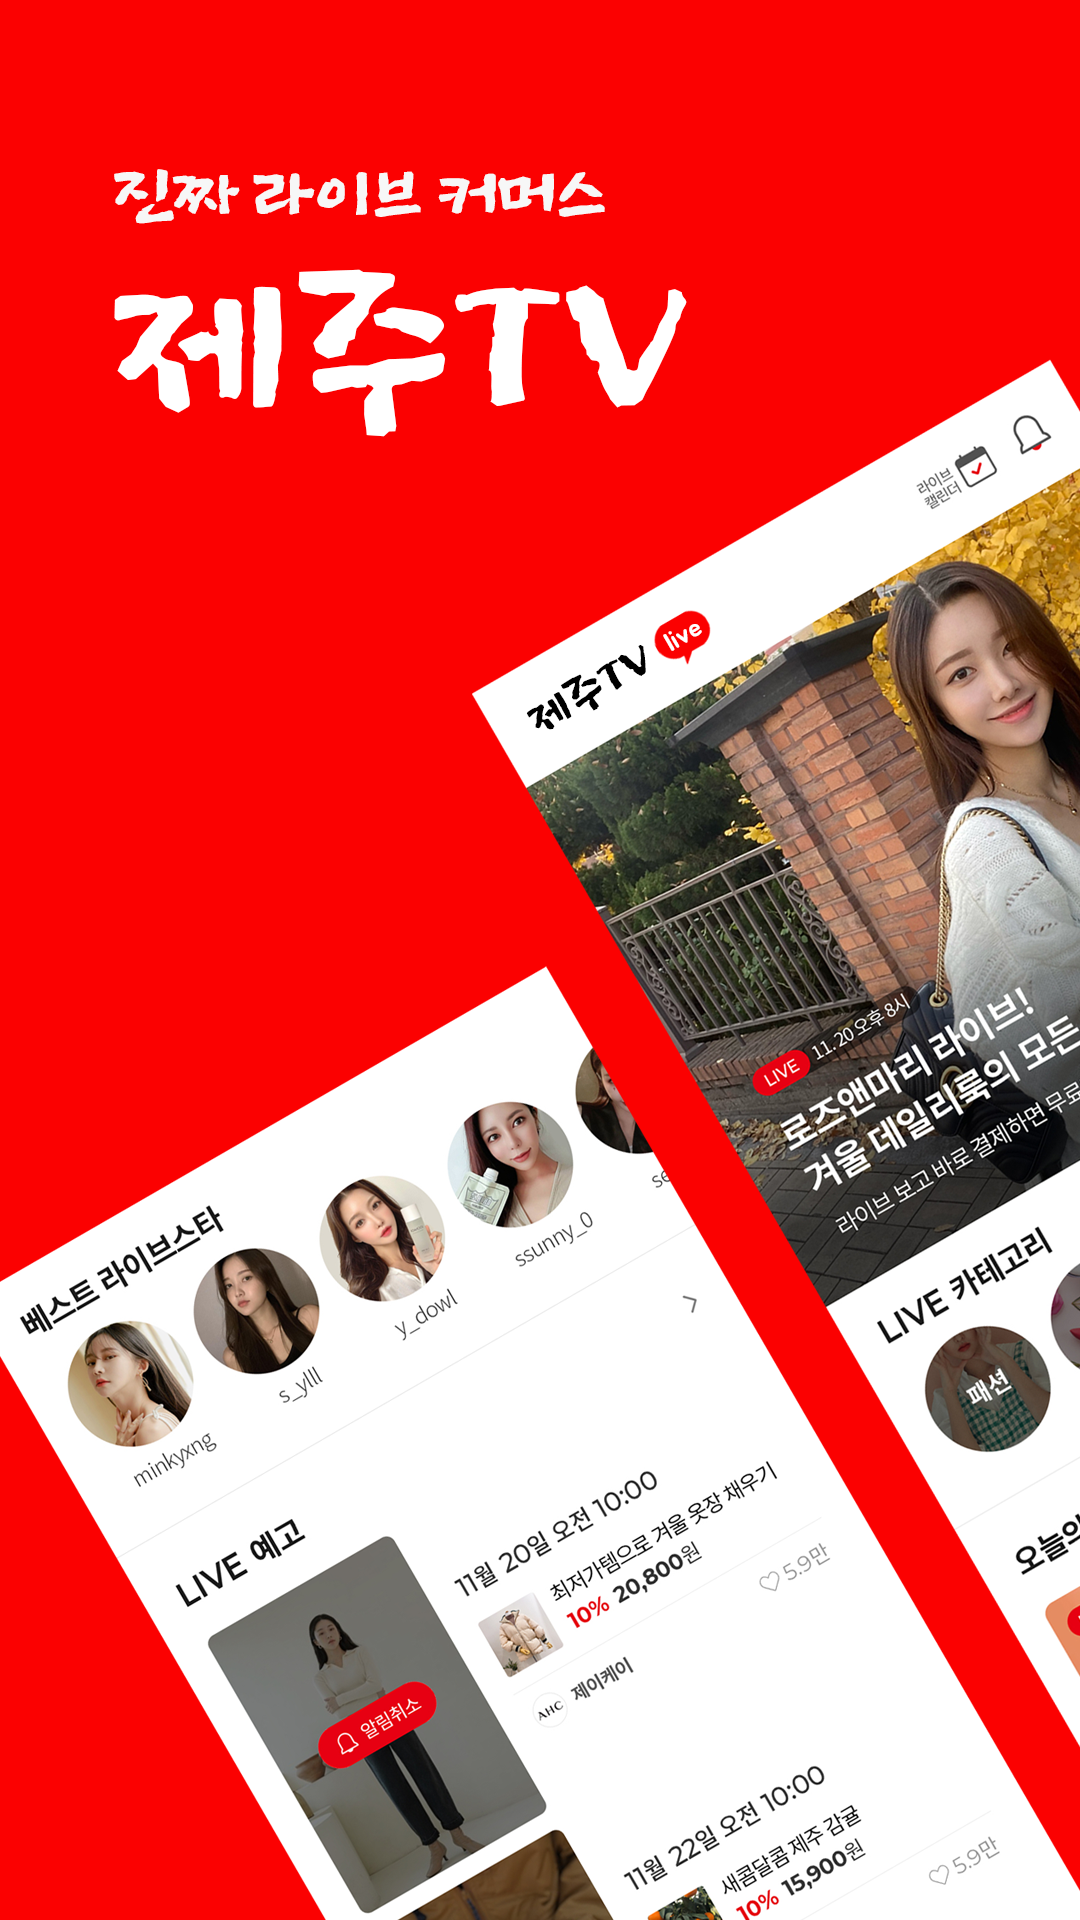 진짜 라이브 커머스
제주TV
라이브
캘린더
제주TV live
LIVE 11.20 오후 8시
로즈앤마리 라이브!
겨울 데일리룩의 모든
라이브 보고 바로 결제하면 무료
LIVE 카테고리
패션
오늘의
베스트 라이브스타
minkyxng
s_ylll
y_dowl
ssunny_0
se
LIVE 예고
알림취소
11월 20일 오전 10:00
최저가템으로 겨울 옷장 채우기
10% 20,800원
5.9만
AHC 제이케이
11월 22일 오전 10:00
새콤달콤 제주 감귤
10% 15,900원
5.9만